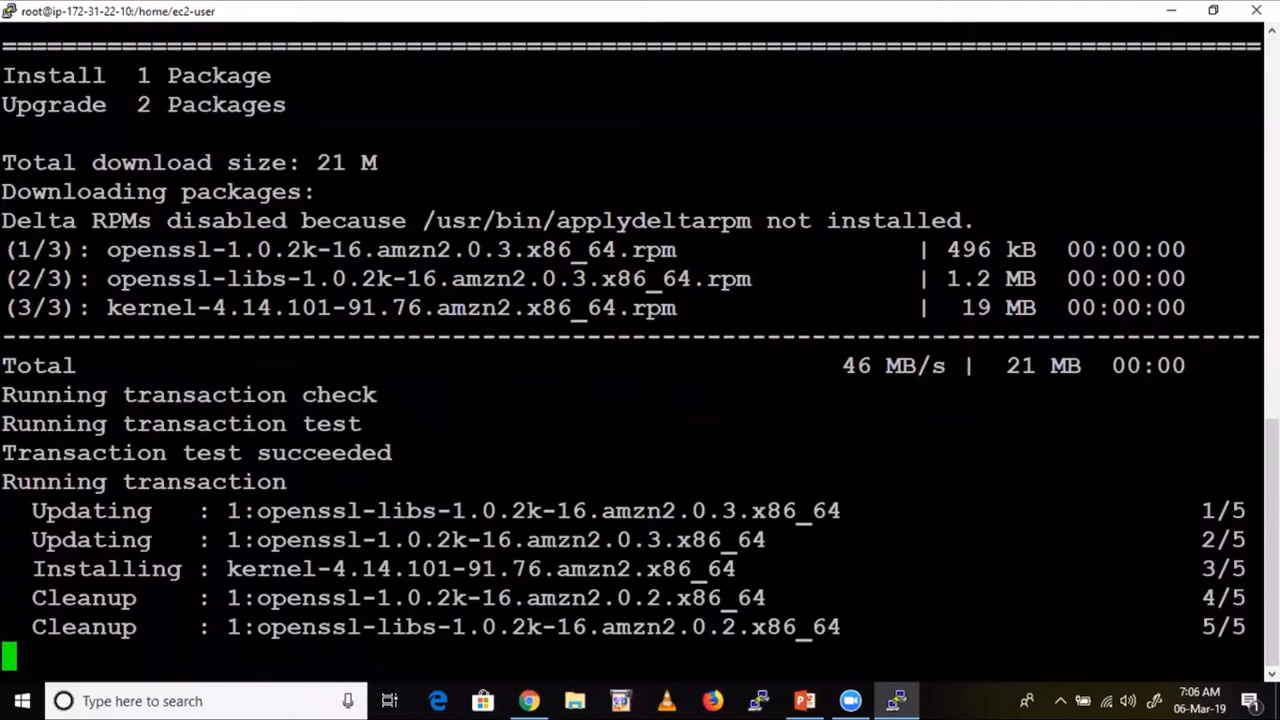 root@ip-172-31-22-10:/home/ec2-user
================================================================================
Install  1 Package
Upgrade  2 Packages
Total download size: 21 M
Downloading packages:
Delta RPMs disabled because /usr/bin/applydeltarpm not installed.
(1/3): openssl-1.0.2k-16.amzn2.0.3.x86_64.rpm | 496 kB 00:00:00
(2/3): openssl-libs-1.0.2k-16.amzn2.0.3.x86_64.rpm | 1.2 MB 00:00:00
(3/3): kernel-4.14.101-91.76.amzn2.x86_64.rpm | 19 MB 00:00:00
--------------------------------------------------------------------------------
Total 46 MB/s | 21 MB 00:00
Running transaction check
Running transaction test
Transaction test succeeded
Running transaction
Updating : 1:openssl-libs-1.0.2k-16.amzn2.0.3.x86_64 1/5
Updating : 1:openssl-1.0.2k-16.amzn2.0.3.x86_64 2/5
Installing : kernel-4.14.101-91.76.amzn2.x86_64 3/5
Cleanup : 1:openssl-1.0.2k-16.amzn2.0.2.x86_64 4/5
Cleanup : 1:openssl-libs-1.0.2k-16.amzn2.0.2.x86_64 5/5
Type here to search
7:06 AM
06-Mar-19